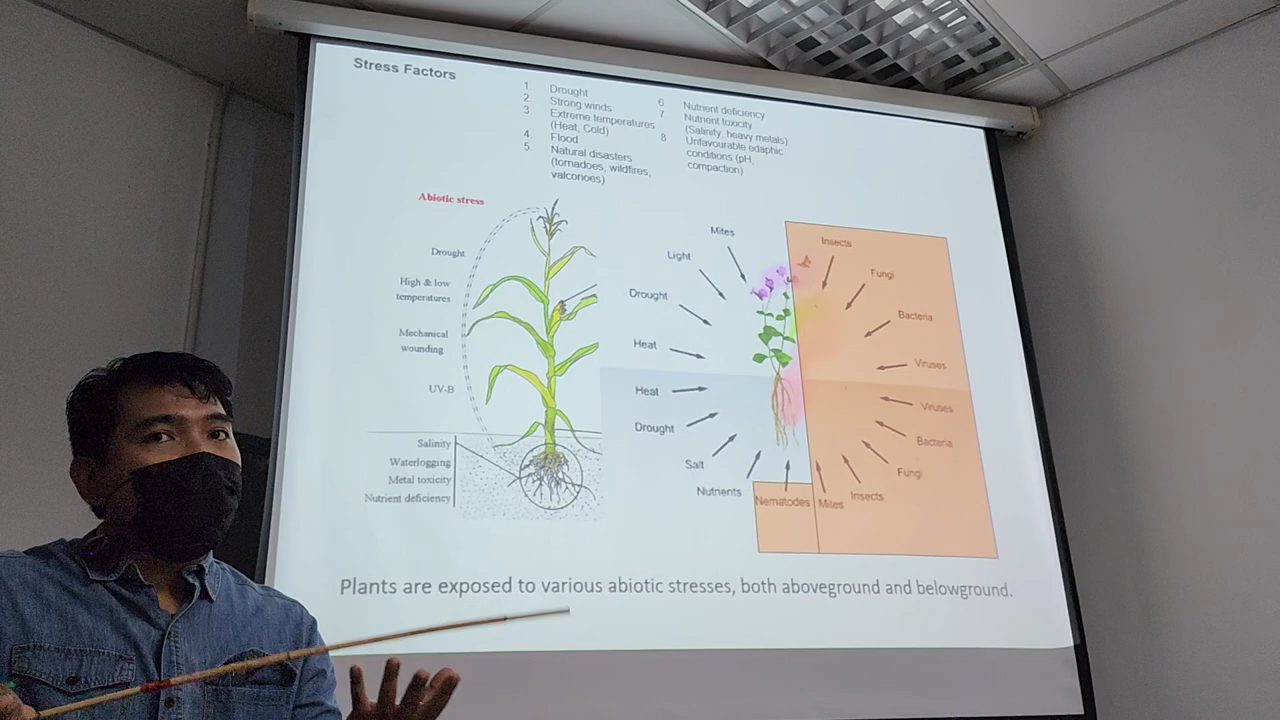 Stress Factors
1. Drought
2. Strong winds
3. Extreme temperatures
(Heat, Cold)
4. Flood
5. Natural disasters
(tornadoes, wildfires,
valconoes)
6 Nutrient deficiency
7 Nutrient toxicity
(Salinity, heavy metals)
8 Unfavourable edaphic
conditions (pH,
compaction)
Abiotic stress
Drought
High & low
temperatures
Mechanical
wounding
UV-B
Salinity
Waterlogging
Metal toxicity
Nutrient deficiency
Mites
Light
Drought
Heat
Heat
Drought
Salt
Nutrients
Nematodes
Mites
Insects
Fungi
Bacteria
Viruses
Viruses
Bacteria
Fungi
Insects
Plants are exposed to various abiotic stresses, both aboveground and belowground.